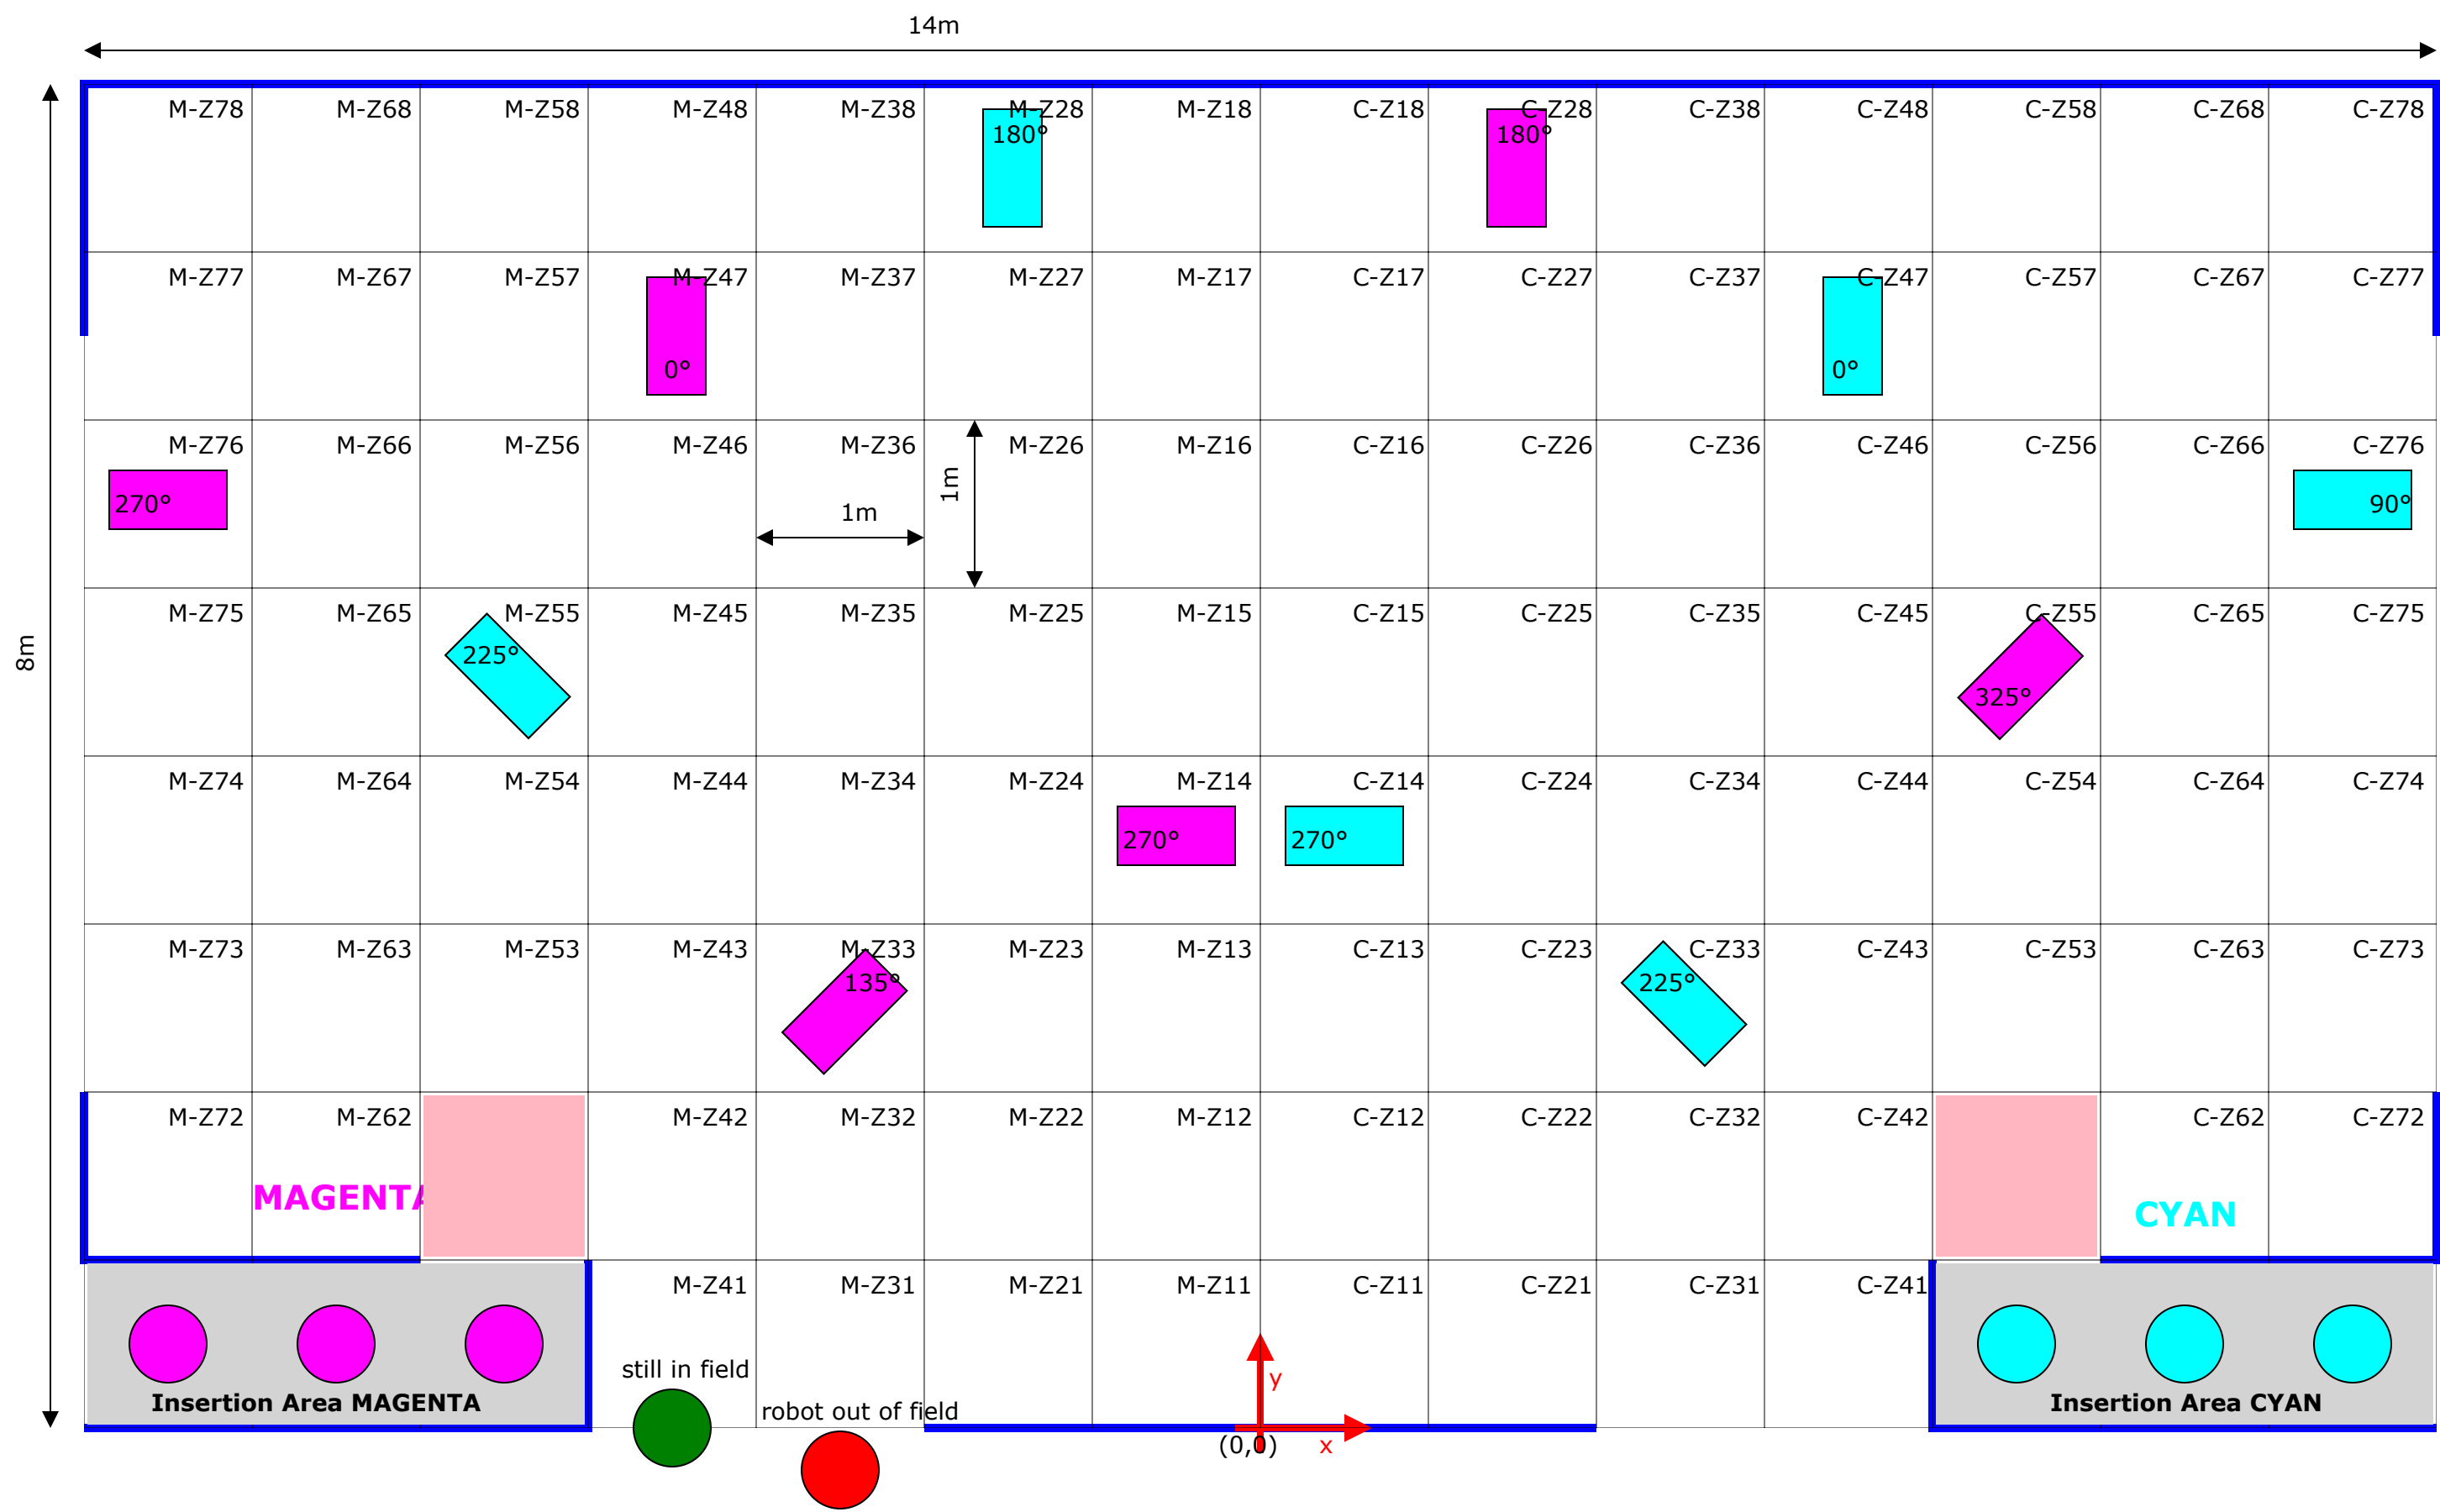 14m
M-Z78 M-Z68 M-Z58 M-Z48 M-Z38 M-Z28 M-Z18 C-Z18 C-Z28 C-Z38 C-Z48 C-Z58 C-Z68 C-Z78
180° 180°
M-Z77 M-Z67 M-Z57 M-Z47 M-Z37 M-Z27 M-Z17 C-Z17 C-Z27 C-Z37 C-Z47 C-Z57 C-Z67 C-Z77
0° 0°
M-Z76 M-Z66 M-Z56 M-Z46 M-Z36 M-Z26 M-Z16 C-Z16 C-Z26 C-Z36 C-Z46 C-Z56 C-Z66 C-Z76
270° 1m 1m 90°
M-Z75 M-Z65 M-Z55 M-Z45 M-Z35 M-Z25 M-Z15 C-Z15 C-Z25 C-Z35 C-Z45 C-Z55 C-Z65 C-Z75
8m 225° 325°
M-Z74 M-Z64 M-Z54 M-Z44 M-Z34 M-Z24 M-Z14 C-Z14 C-Z24 C-Z34 C-Z44 C-Z54 C-Z64 C-Z74
270° 270°
M-Z73 M-Z63 M-Z53 M-Z43 M-Z33 M-Z23 M-Z13 C-Z13 C-Z23 C-Z33 C-Z43 C-Z53 C-Z63 C-Z73
135° 225°
M-Z72 M-Z62 M-Z42 M-Z32 M-Z22 M-Z12 C-Z12 C-Z22 C-Z32 C-Z42 C-Z62 C-Z72
MAGENTA CYAN
M-Z41 M-Z31 M-Z21 M-Z11 C-Z11 C-Z21 C-Z31 C-Z41
still in field y
Insertion Area MAGENTA robot out of field Insertion Area CYAN
(0,0) x